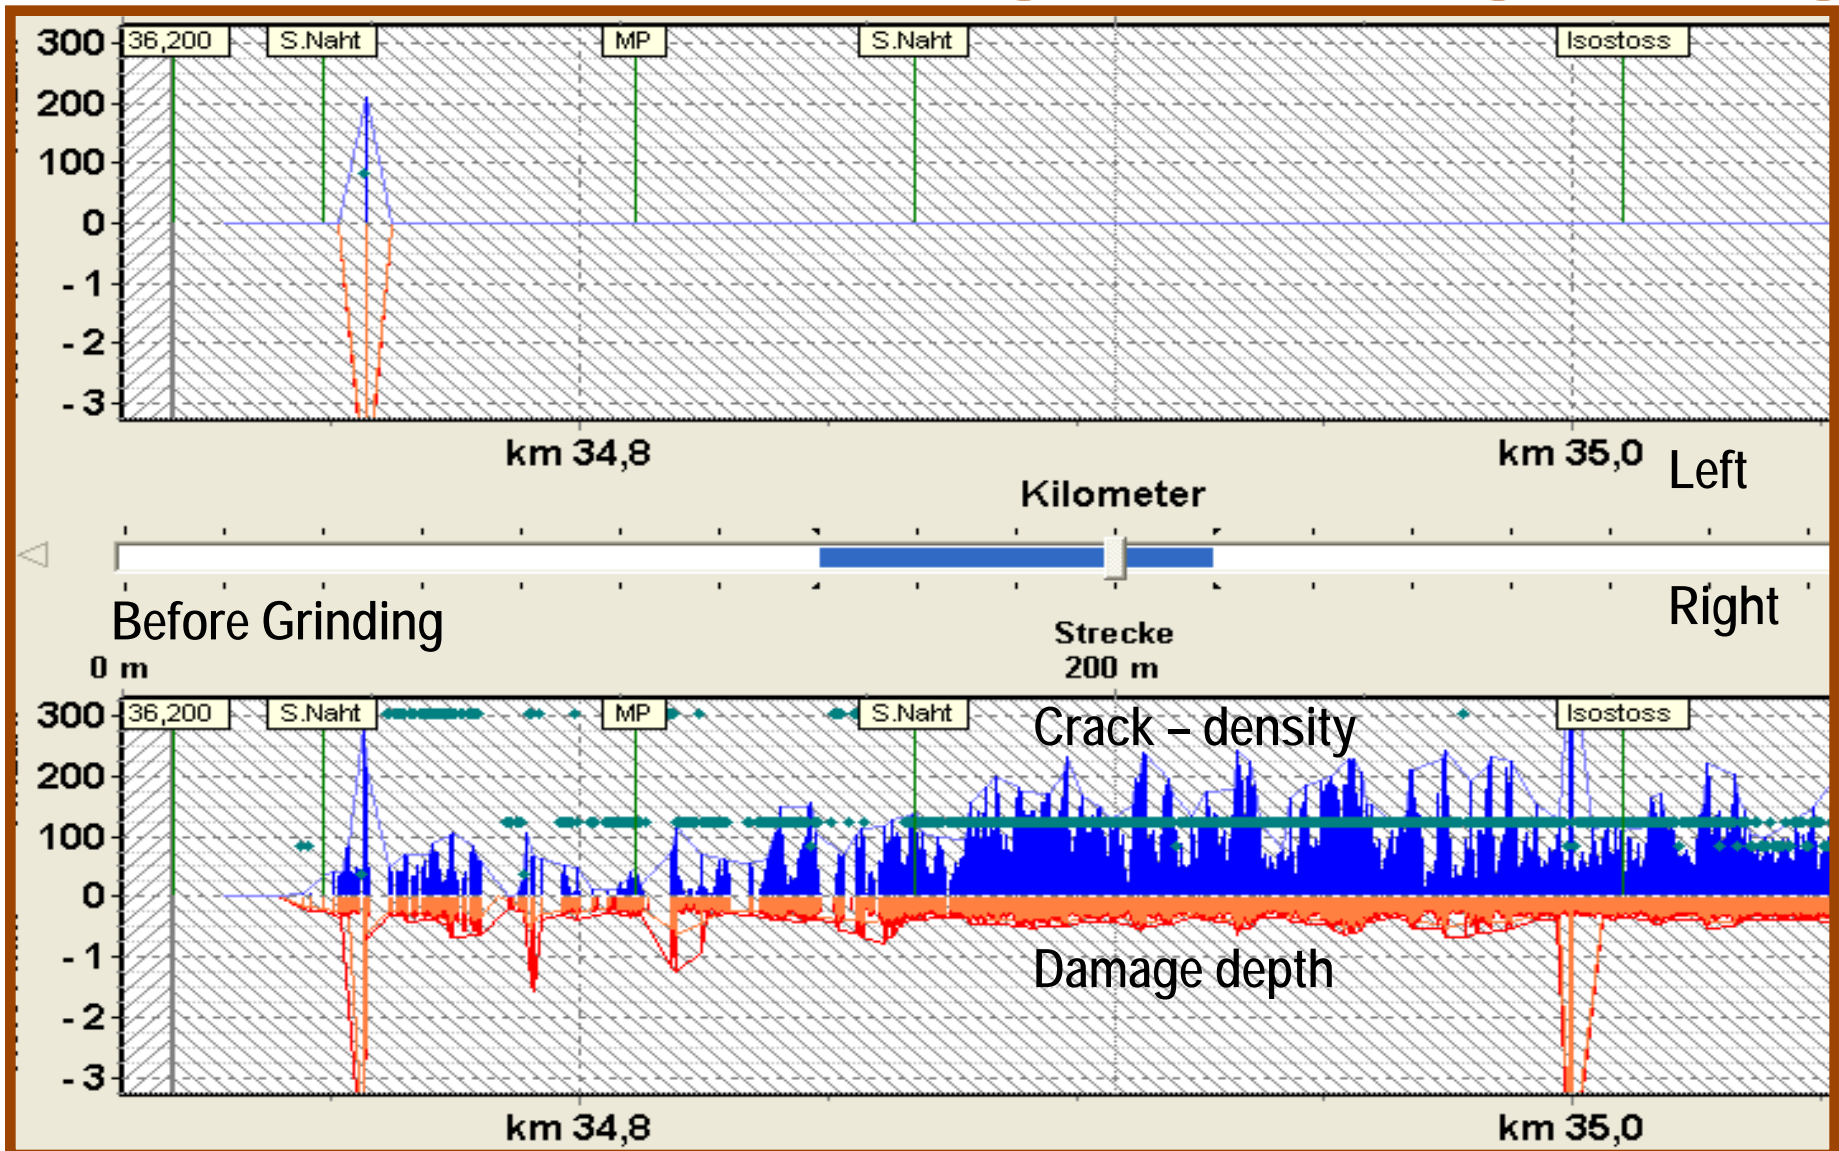 300 36,200 S.Naht MP S.Naht Isostoss
200
100
0
- 1
- 2
- 3
km 34,8 km 35,0
Left
Kilometer
Right
Before Grinding
Strecke
0 m 200 m
300 36,200 S.Naht MP S.Naht Isostoss
Crack – density
200
100
0
- 1
Damage depth
- 2
- 3
km 34,8 km 35,0